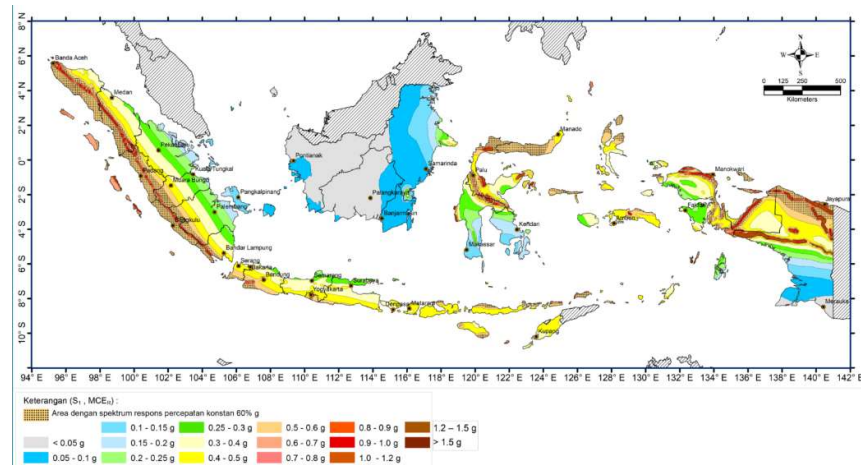 8° N
6° N
4° N
2° N
0°
2° S
4° S
6° S
8° S
10° S
Banda Aceh
Medan
Padang
Muara Bungo
Kuala Tungkal
Palembang
Pangkalpinang
Bengkulu
Bandar Lampung
Serang
Jakarta
Bandung
Semarang
Yogyakarta
Surabaya
Denpasar
Mataram
Kupang
Pontianak
Palangkaraya
Banjarmasin
Samarinda
Palu
Makassar
Kendari
Manado
Ambon
Manokwari
Jayapura
Merauke
N
W
E
S
0 125 250 500
Kilometers
94° E 96° E 98° E 100° E 102° E 104° E 106° E 108° E 110° E 112° E 114° E 116° E 118° E 120° E 122° E 124° E 126° E 128° E 130° E 132° E 134° E 136° E 138° E 140° E 142° E
Keterangan (S₁ , MCEᵣ) :
Area dengan spektrum respons percepatan konstan 60% g
0.1 - 0.15 g 0.25 - 0.3 g 0.5 - 0.6 g 0.8 - 0.9 g 1.2 – 1.5 g
< 0.05 g 0.15 - 0.2 g 0.3 - 0.4 g 0.6 - 0.7 g 0.9 - 1.0 g > 1.5 g
0.05 - 0.1 g 0.2 - 0.25 g 0.4 - 0.5 g 0.7 - 0.8 g 1.0 - 1.2 g